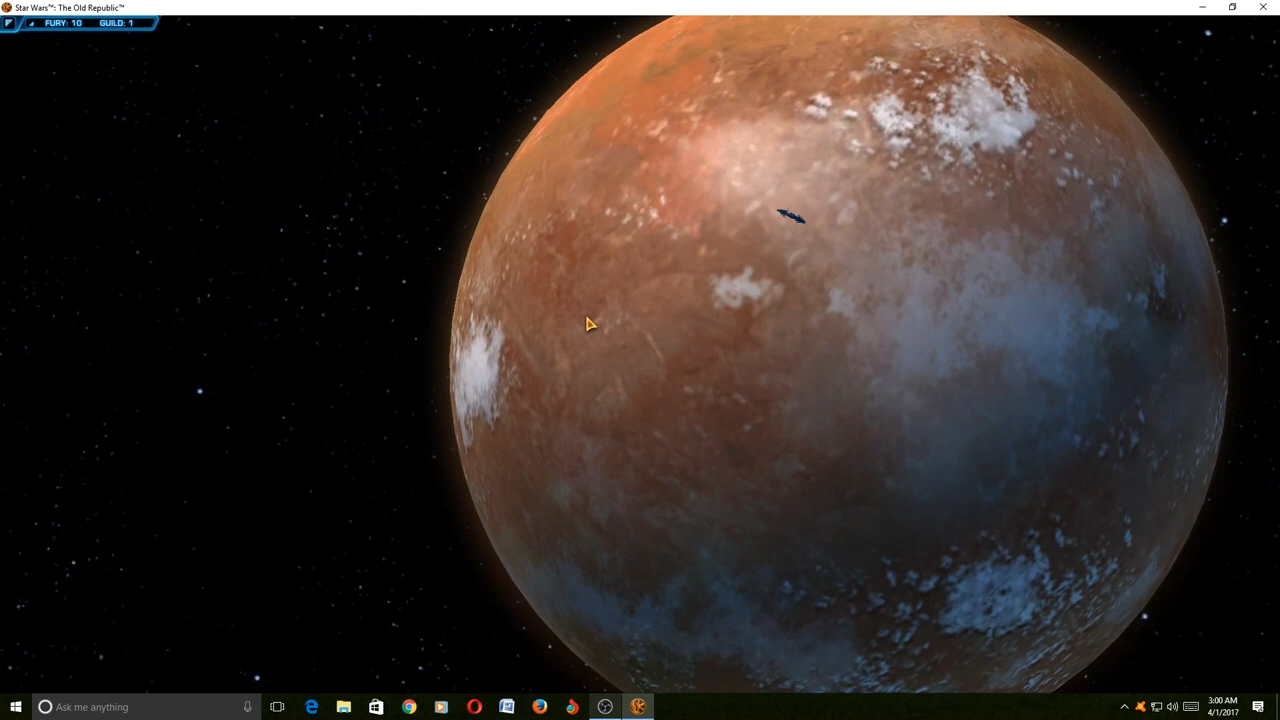 Star Wars™: The Old Republic™
FURY: 10 GUILD: 1
Ask me anything
3:00 AM
4/1/2017